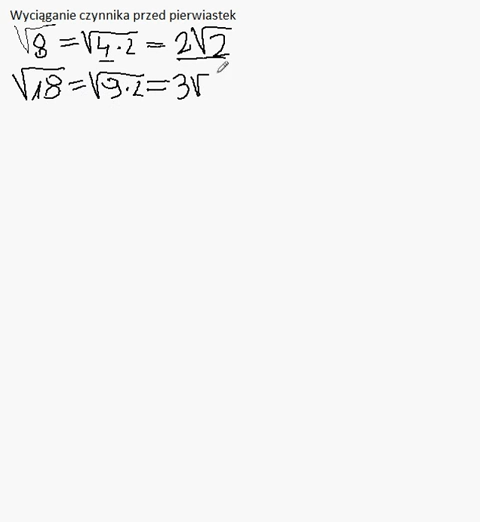 Wyciąganie czynnika przed pierwiastek
√8 = √4·2 = 2√2
√18 = √9·2 = 3√